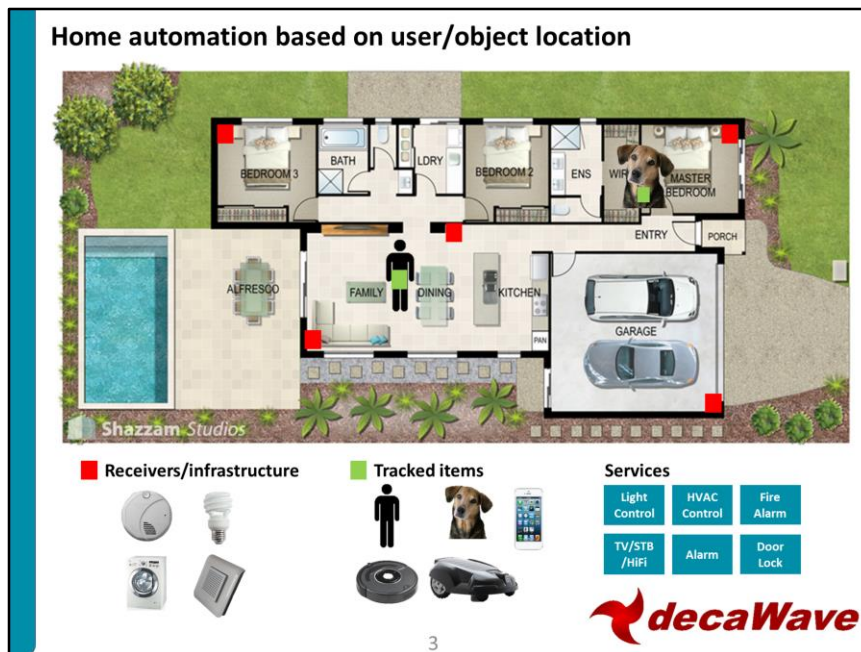 Home automation based on user/object location
BATH
LDRY
BEDROOM 3
BEDROOM 2
ENS
WIR
MASTER
BEDROOM
ENTRY
PORCH
ALFRESCO
FAMILY
DINING
KITCHEN
PAN
GARAGE
Shazzam Studios
Receivers/infrastructure
Tracked items
Services
Light
Control
HVAC
Control
Fire
Alarm
TV/STB
/HiFi
Alarm
Door
Lock
decaWave
3